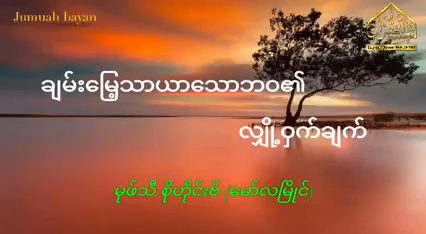 Jumuah bayan
ချမ်းမြေ့သာယာသောဘဝ၏
လျှို့ဝှက်ချက်
မုဖ်သီ စိုဟိုင်းဗ် (မော်လမြိုင်)